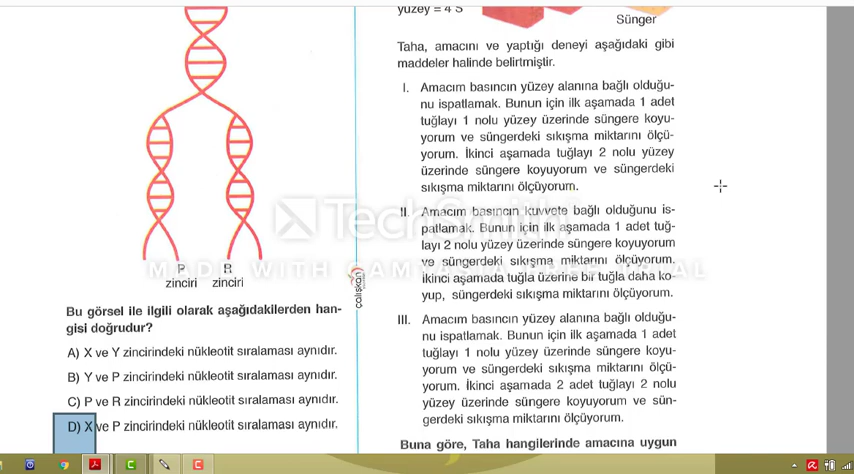 P R
zinciri zinciri
Bu görsel ile ilgili olarak aşağıdakilerden han-
gisi doğrudur?
A) X ve Y zincirindeki nükleotit sıralaması aynıdır.
B) Y ve P zincirindeki nükleotit sıralaması aynıdır.
C) P ve R zincirindeki nükleotit sıralaması aynıdır.
D) X ve P zincirindeki nükleotit sıralaması aynıdır.
çalışkan
yüzey = 4 S
Sünger
Taha, amacını ve yaptığı deneyi aşağıdaki gibi
maddeler halinde belirtmiştir.
I. Amacım basıncın yüzey alanına bağlı olduğu-
nu ispatlamak. Bunun için ilk aşamada 1 adet
tuğlayı 1 nolu yüzey üzerinde süngere koyu-
yorum ve süngerdeki sıkışma miktarını ölçü-
yorum. İkinci aşamada tuğlayı 2 nolu yüzey
üzerinde süngere koyuyorum ve süngerdeki
sıkışma miktarını ölçüyorum.
II. Amacım basıncın kuvvete bağlı olduğunu is-
patlamak. Bunun için ilk aşamada 1 adet tuğ-
layı 2 nolu yüzey üzerinde süngere koyuyorum
ve süngerdeki sıkışma miktarını ölçüyorum.
İkinci aşamada tuğla üzerine bir tuğla daha ko-
yup, süngerdeki sıkışma miktarını ölçüyorum.
III. Amacım basıncın yüzey alanına bağlı olduğu-
nu ispatlamak. Bunun için ilk aşamada 1 adet
tuğlayı 1 nolu yüzey üzerinde süngere koyu-
yorum ve süngerdeki sıkışma miktarını ölçü-
yorum. İkinci aşamada 2 adet tuğlayı 2 nolu
yüzey üzerinde süngere koyuyorum ve sün-
gerdeki sıkışma miktarını ölçüyorum.
Buna göre, Taha hangilerinde amacına uygun
TechSmith
MADE WITH CAMTASIA FREE TRIAL